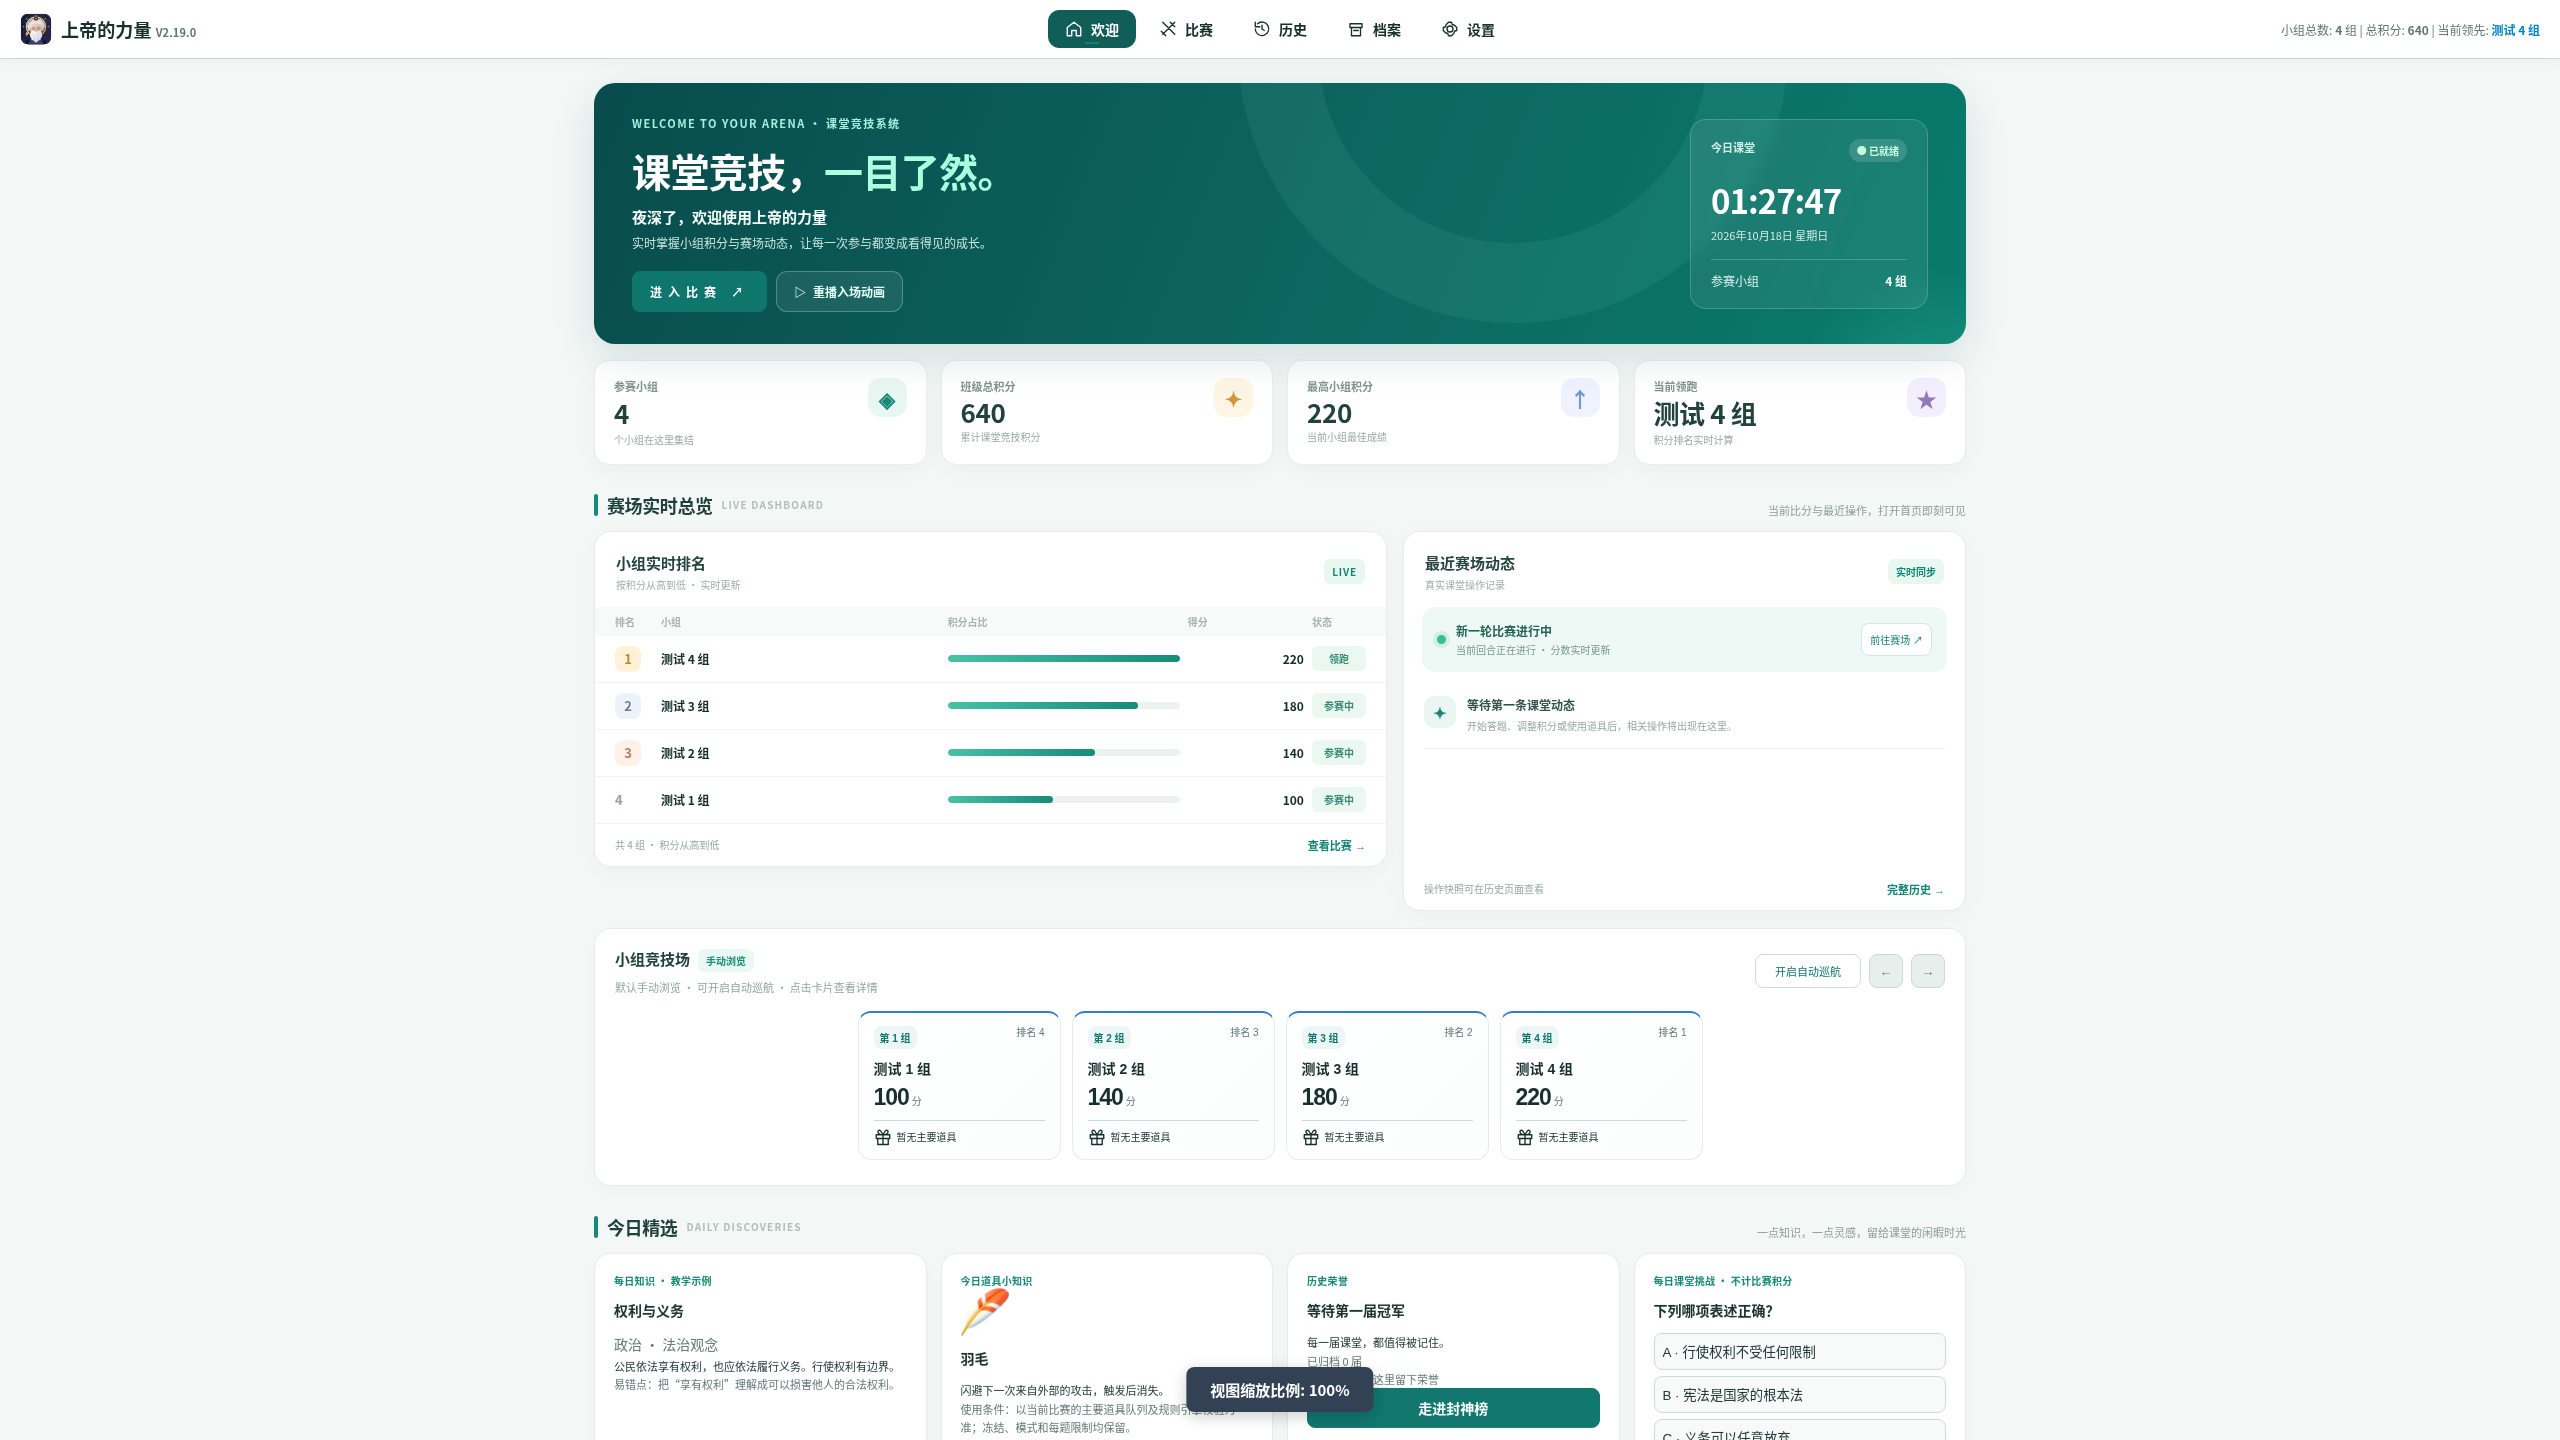 上帝的力量 V2.19.0
欢迎
比赛
历史
档案
设置
小组总数: 4 组 | 总积分: 640 | 当前领先: 测试 4 组
WELCOME TO YOUR ARENA • 课堂竞技系统
课堂竞技，一目了然。
夜深了，欢迎使用上帝的力量
实时掌握小组积分与赛场动态，让每一次参与都变成看得见的成长。
进入比赛 ↗
▷ 重播入场动画
今日课堂
已就绪
01:27:47
2026年10月18日 星期日
参赛小组 4 组
参赛小组
4
个小组在这里集结
班级总积分
640
累计课堂竞技积分
最高小组积分
220
当前小组最佳成绩
当前领跑
测试 4 组
积分排名实时计算
赛场实时总览 LIVE DASHBOARD
当前比分与最近操作，打开首页即刻可见
小组实时排名
按积分从高到低 • 实时更新
LIVE
排名 小组 积分占比 得分 状态
1 测试 4 组 220 领跑
2 测试 3 组 180 参赛中
3 测试 2 组 140 参赛中
4 测试 1 组 100 参赛中
共 4 组 • 积分从高到低
查看比赛 →
最近赛场动态
真实课堂操作记录
实时同步
新一轮比赛进行中
当前回合正在进行 • 分数实时更新
前往赛场 ↗
等待第一条课堂动态
开始答题、调整积分或使用道具后，相关操作将出现在这里。
操作快照可在历史页面查看
完整历史 →
小组竞技场 手动浏览
默认手动浏览 • 可开启自动巡航 • 点击卡片查看详情
开启自动巡航 ← →
第 1 组 排名 4
测试 1 组
100 分
暂无主要道具
第 2 组 排名 3
测试 2 组
140 分
暂无主要道具
第 3 组 排名 2
测试 3 组
180 分
暂无主要道具
第 4 组 排名 1
测试 4 组
220 分
暂无主要道具
今日精选 DAILY DISCOVERIES
一点知识，一点灵感，留给课堂的闲暇时光
每日知识 • 教学示例
权利与义务
政治 • 法治观念
公民依法享有权利，也应依法履行义务。行使权利有边界。
易错点：把“享有权利”理解成可以损害他人的合法权利。
今日道具小知识
羽毛
闪避下一次来自外部的攻击，触发后消失。
使用条件：以当前比赛的主要道具队列及规则引
准；冻结、模式和每题限制均保留。
历史荣誉
等待第一届冠军
每一届课堂，都值得被记住。
已归档 0 届
这里留下荣誉
走进封神榜
每日课堂挑战 • 不计比赛积分
下列哪项表述正确？
A · 行使权利不受任何限制
B · 宪法是国家的根本法
C · 义务可以任意放弃
视图缩放比例: 100%